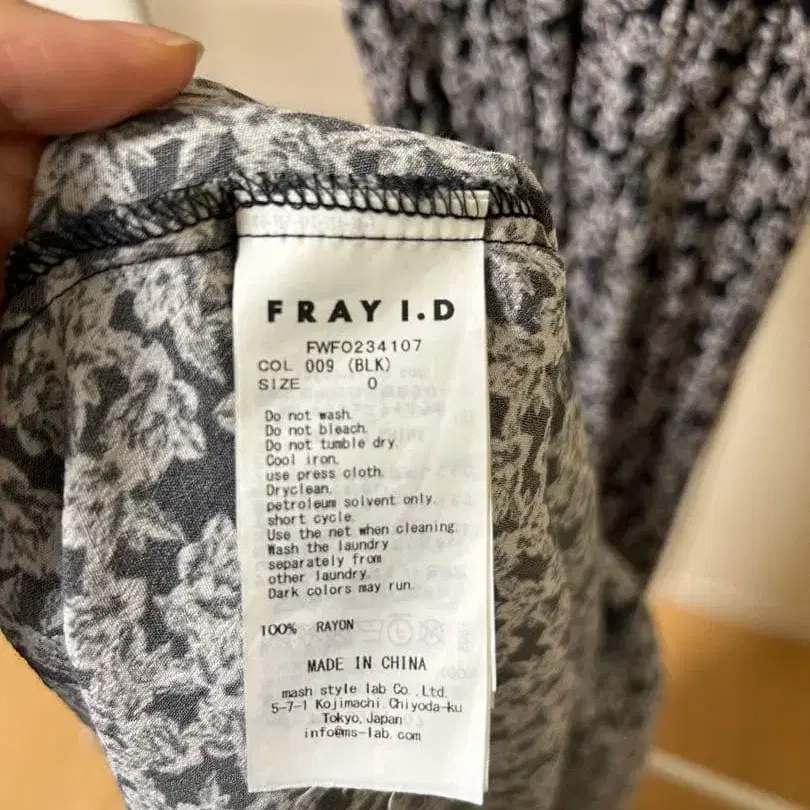 FRAY I.D
FWFO234107
COL 009 (BLK)
SIZE 0
Do not wash.
Do not bleach.
Do not tumble dry.
Cool iron.
use press cloth.
Dryclean.
petroleum solvent only.
short cycle.
Use the net when cleaning.
Wash the laundry
separately from
other laundry.
Dark colors may run.
100% RAYON
MADE IN CHINA
mash style lab Co.,Ltd.
5-7-1 Kojimachi Chiyoda-ku
Tokyo,Japan
info@ms-lab.com